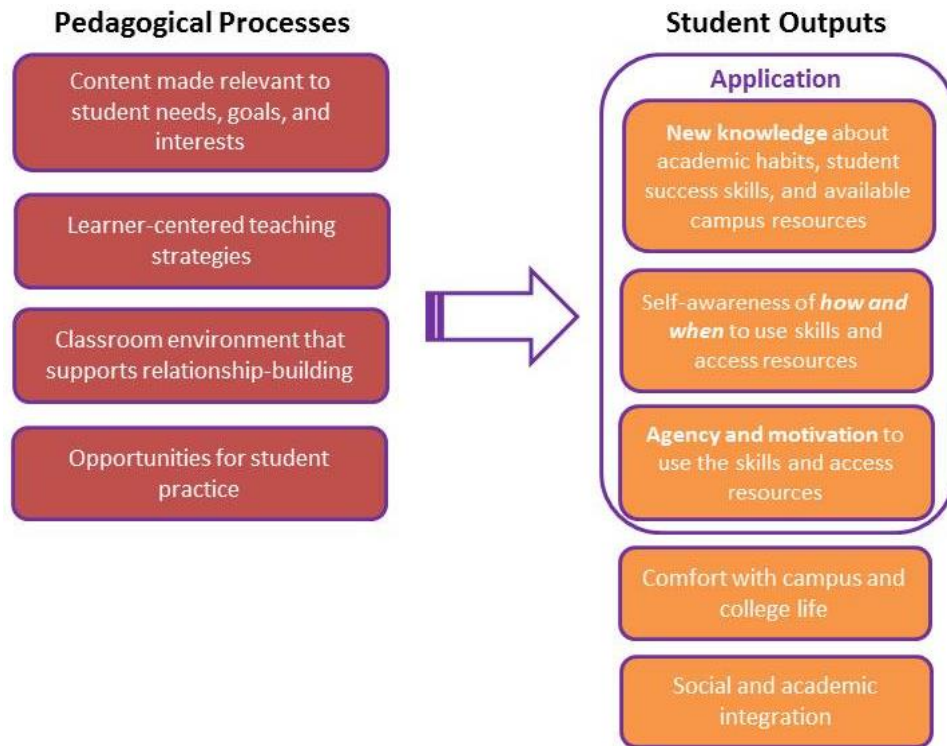 Pedagogical Processes
Content made relevant to
student needs, goals, and
interests
Learner-centered teaching
strategies
Classroom environment that
supports relationship-building
Opportunities for student
practice
Student Outputs
Application
New knowledge about
academic habits, student
success skills, and available
campus resources
Self-awareness of how and
when to use skills and
access resources
Agency and motivation to
use the skills and access
resources
Comfort with campus and
college life
Social and academic
integration